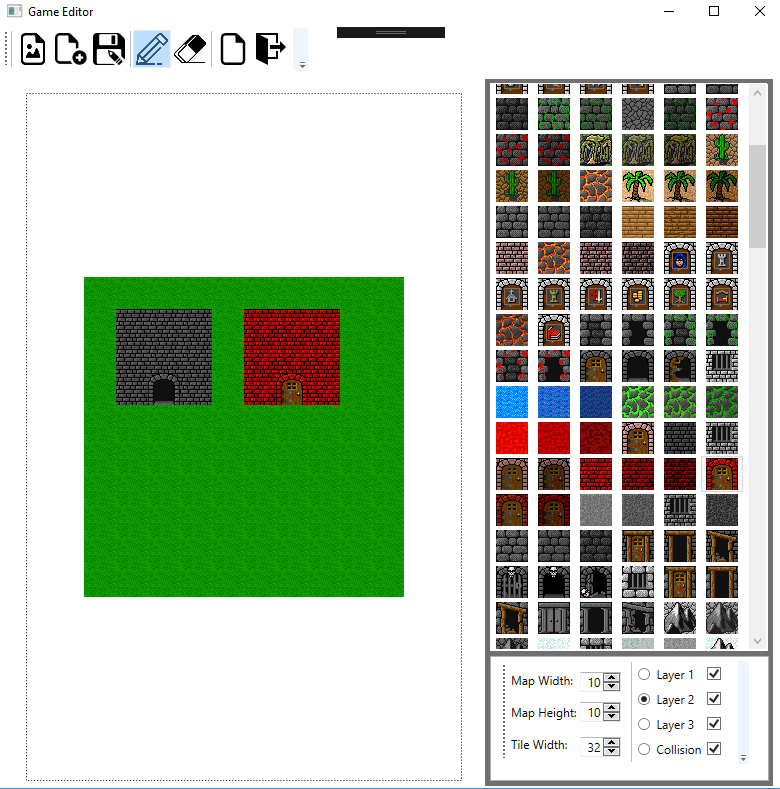 Game Editor
Map Width: 10
Map Height: 10
Tile Width: 32
Layer 1
Layer 2
Layer 3
Collision